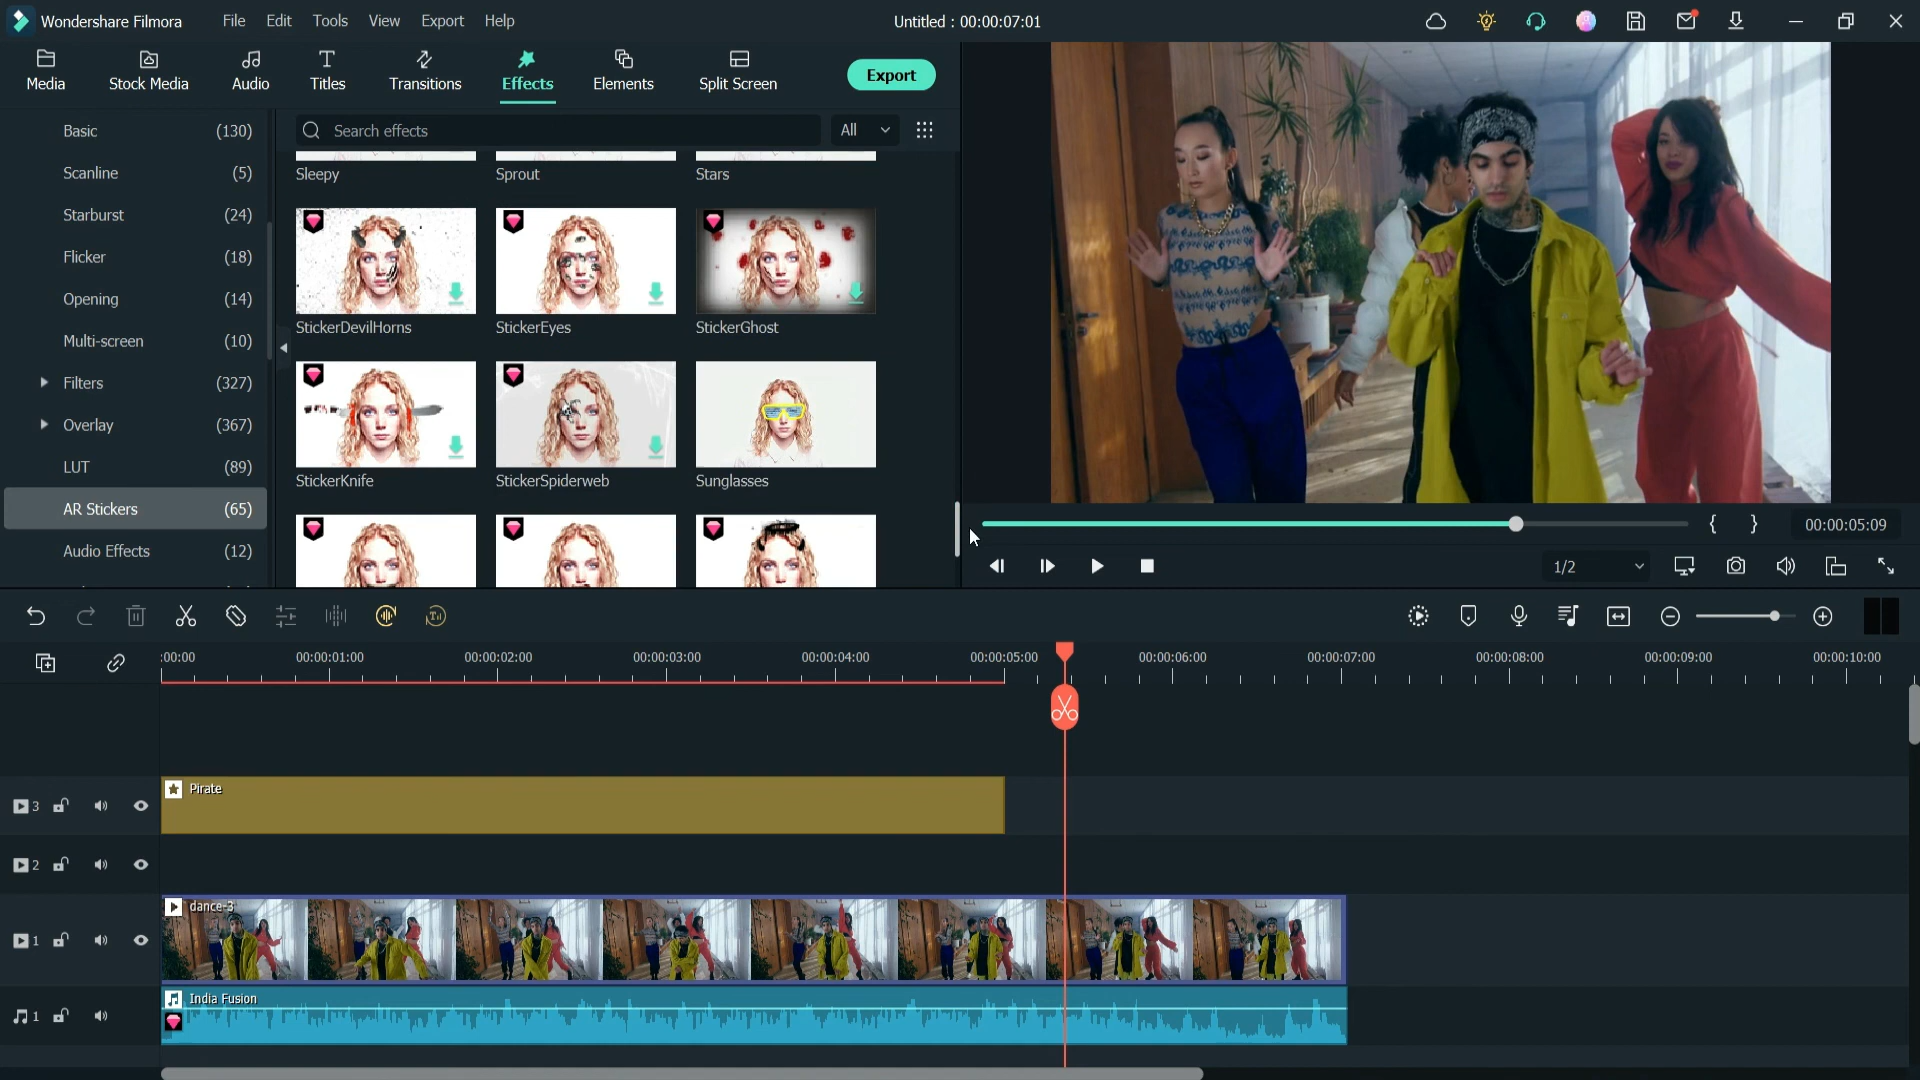 Wondershare Filmora
File Edit Tools View Export Help
Untitled : 00:00:07:01
Media Stock Media Audio Titles Transitions Effects Elements Split Screen
Export
Basic (130)
Scanline (5)
Starburst (24)
Flicker (18)
Opening (14)
Multi-screen (10)
Filters (327)
Overlay (367)
LUT (89)
AR Stickers (65)
Audio Effects (12)
Search effects All
Sleepy Sprout Stars
StickerDevilHorns StickerEyes StickerGhost
StickerKnife StickerSpiderweb Sunglasses
00:00:05:09
1/2
:00:00 00:00:01:00 00:00:02:00 00:00:03:00 00:00:04:00 00:00:05:00 00:00:06:00 00:00:07:00 00:00:08:00 00:00:09:00 00:00:10:00
3 Pirate
2
1 dance-3
1 India Fusion